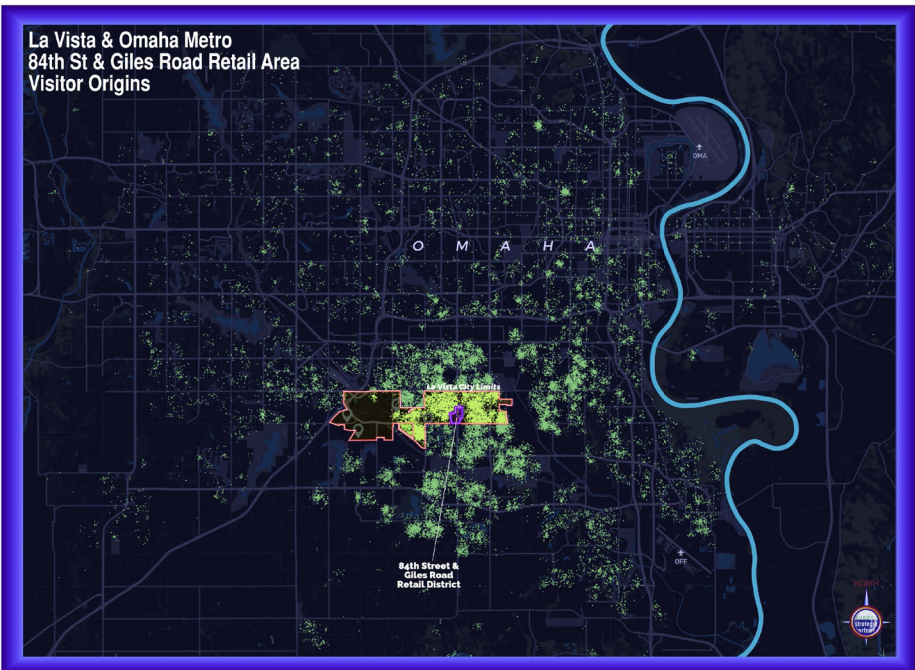 La Vista & Omaha Metro
84th St & Giles Road Retail Area
Visitor Origins
OMA
O M A H A
La Vista City Limits
84th Street &
Giles Road
Retail District
OFF
NORTH